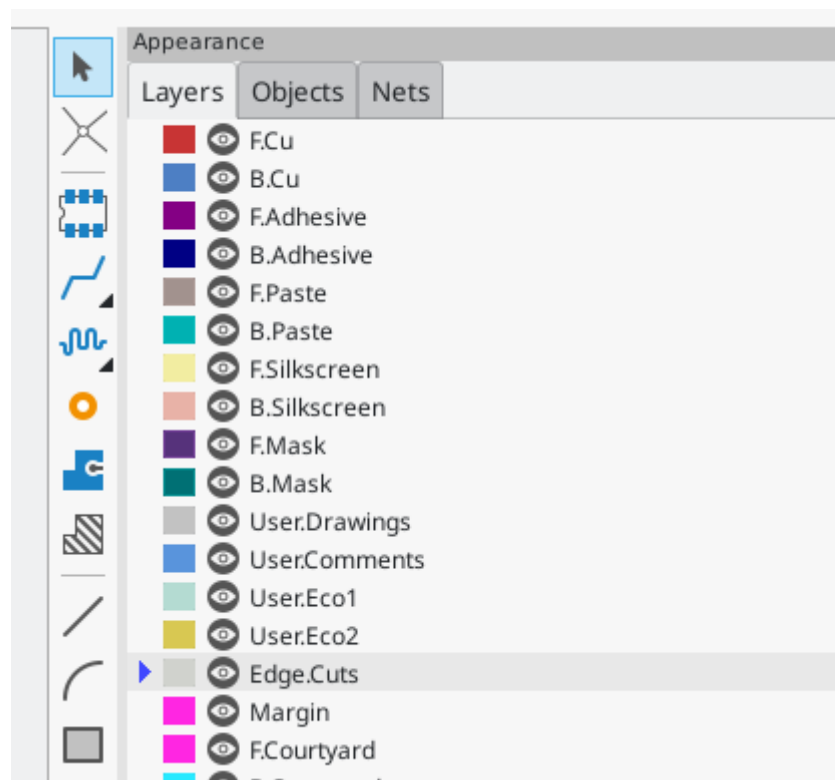 Appearance
Layers Objects Nets
F.Cu
B.Cu
F.Adhesive
B.Adhesive
F.Paste
B.Paste
F.Silkscreen
B.Silkscreen
F.Mask
B.Mask
User.Drawings
User.Comments
User.Eco1
User.Eco2
Edge.Cuts
Margin
F.Courtyard